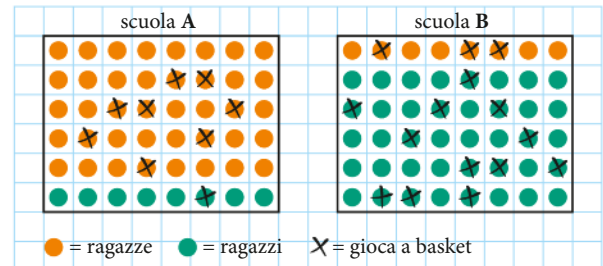 scuola A
scuola B
= ragazze
= ragazzi
= gioca a basket